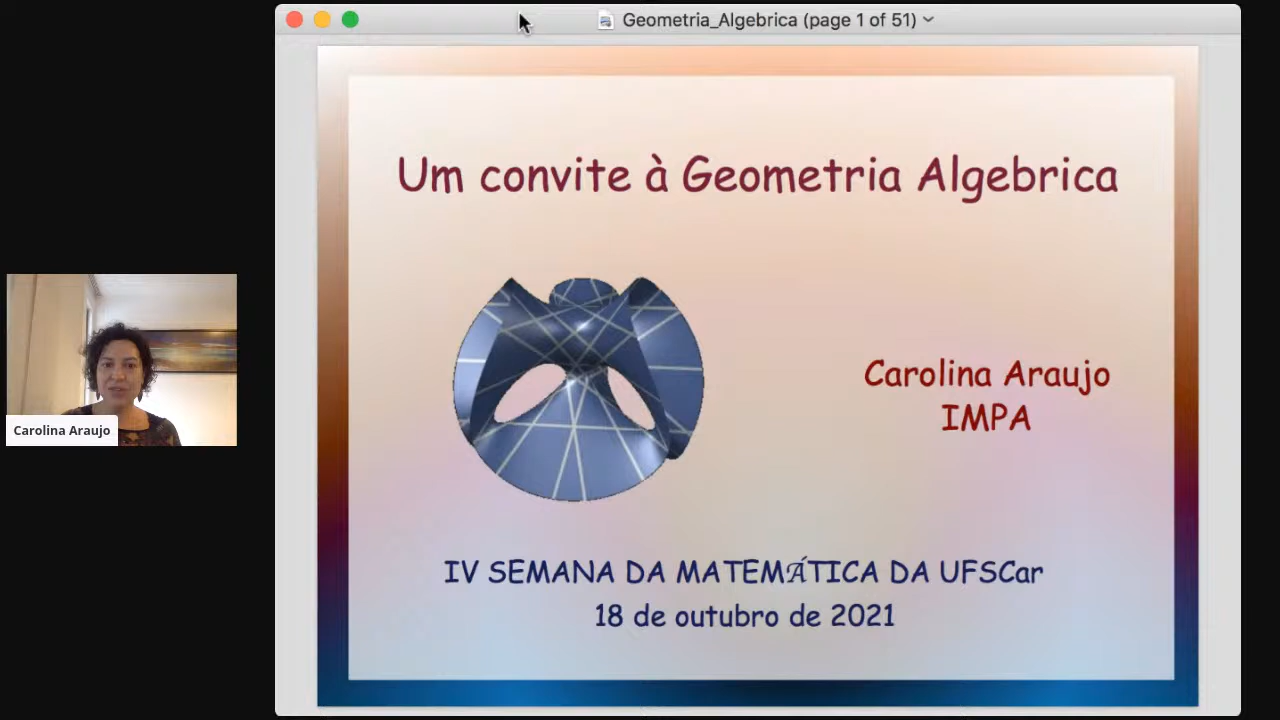 Geometria_Algebrica (page 1 of 51)
Um convite à Geometria Algebrica
Carolina Araujo
IMPA
Carolina Araujo
IV SEMANA DA MATEMÁTICA DA UFSCar
18 de outubro de 2021